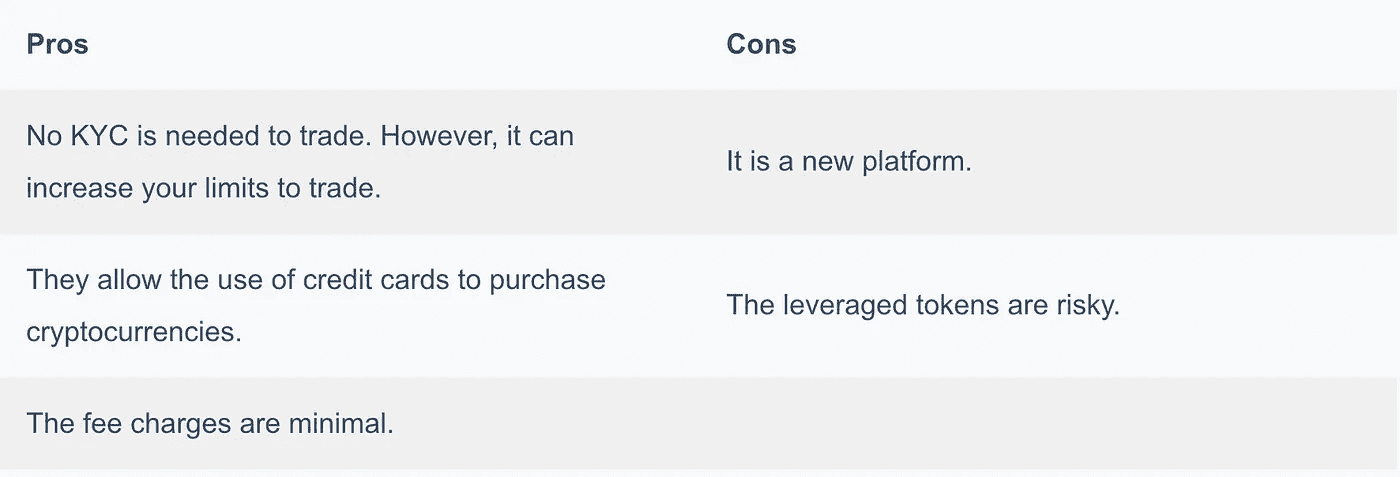 Pros
Cons
No KYC is needed to trade. However, it can
increase your limits to trade.
It is a new platform.
They allow the use of credit cards to purchase
cryptocurrencies.
The leveraged tokens are risky.
The fee charges are minimal.